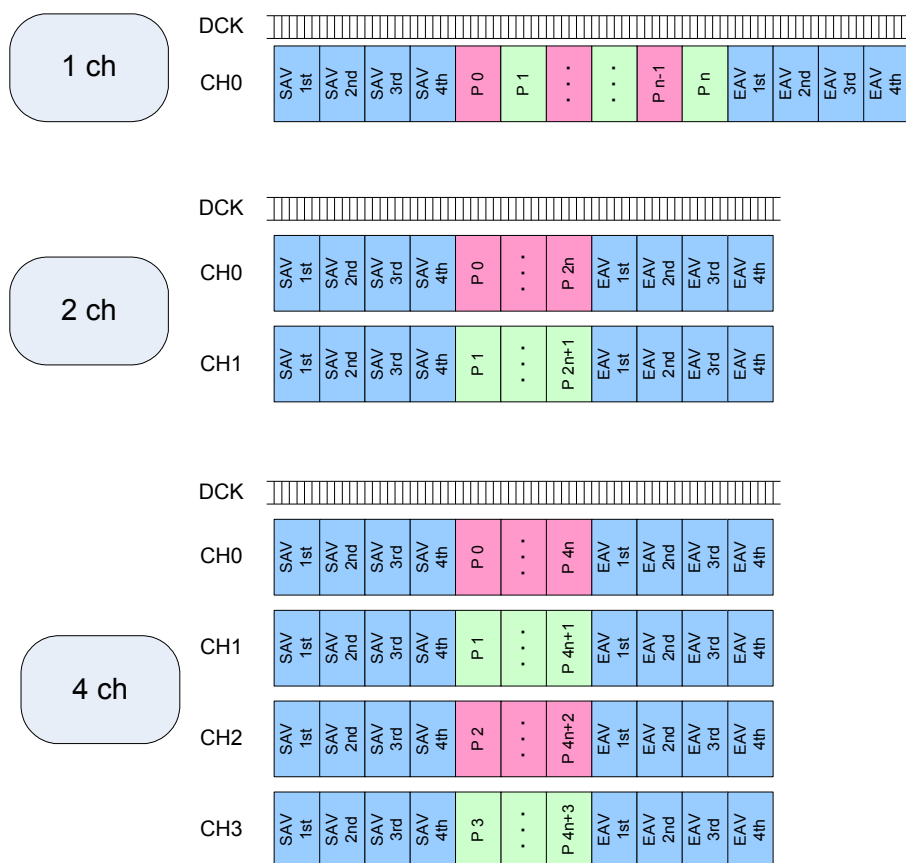 1 ch
DCK
CH0
SAV 1st
SAV 2nd
SAV 3rd
SAV 4th
P 0
P 1
. . .
. . .
P n-1
P n
EAV 1st
EAV 2nd
EAV 3rd
EAV 4th
2 ch
DCK
CH0
SAV 1st
SAV 2nd
SAV 3rd
SAV 4th
P 0
. . .
P 2n
EAV 1st
EAV 2nd
EAV 3rd
EAV 4th
CH1
SAV 1st
SAV 2nd
SAV 3rd
SAV 4th
P 1
. . .
P 2n+1
EAV 1st
EAV 2nd
EAV 3rd
EAV 4th
4 ch
DCK
CH0
SAV 1st
SAV 2nd
SAV 3rd
SAV 4th
P 0
. . .
P 4n
EAV 1st
EAV 2nd
EAV 3rd
EAV 4th
CH1
SAV 1st
SAV 2nd
SAV 3rd
SAV 4th
P 1
. . .
P 4n+1
EAV 1st
EAV 2nd
EAV 3rd
EAV 4th
CH2
SAV 1st
SAV 2nd
SAV 3rd
SAV 4th
P 2
. . .
P 4n+2
EAV 1st
EAV 2nd
EAV 3rd
EAV 4th
CH3
SAV 1st
SAV 2nd
SAV 3rd
SAV 4th
P 3
. . .
P 4n+3
EAV 1st
EAV 2nd
EAV 3rd
EAV 4th